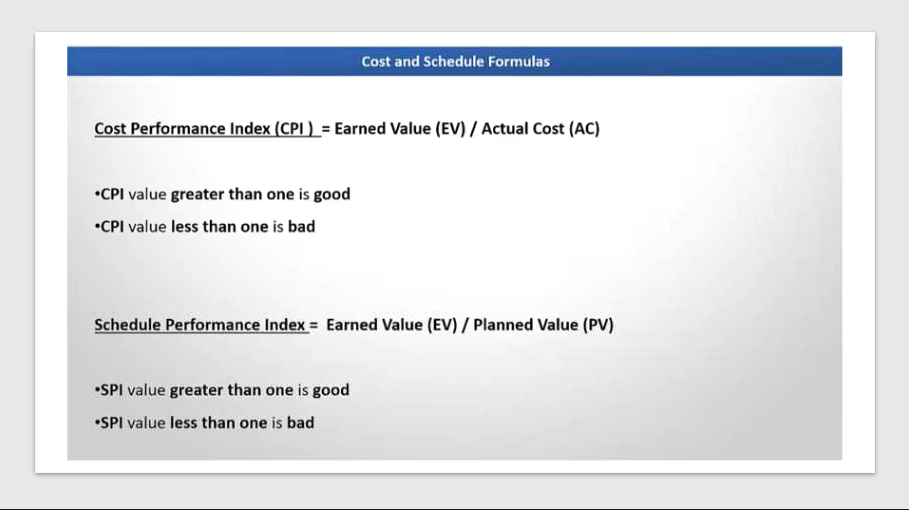 Cost and Schedule Formulas
Cost Performance Index (CPI )  = Earned Value (EV) / Actual Cost (AC)
•CPI value greater than one is good
•CPI value less than one is bad
Schedule Performance Index =  Earned Value (EV) / Planned Value (PV)
•SPI value greater than one is good
•SPI value less than one is bad